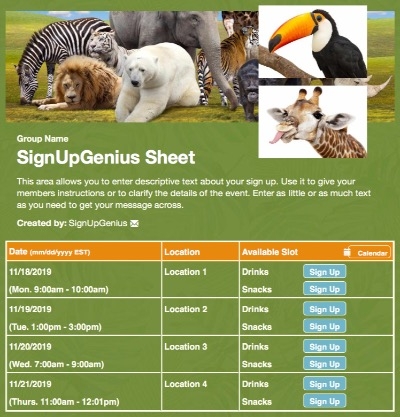 Group Name
SignUpGenius Sheet
This area allows you to enter descriptive text about your sign up. Use it to give your
members instructions or to clarify the details of the event. Enter as little or as much text
as you need to get your message across.
Created by: SignUpGenius
Date (mm/dd/yyyy EST) Location Available Slot Calendar
11/18/2019 Location 1 Drinks Sign Up
(Mon. 9:00am - 10:00am) Snacks Sign Up
11/19/2019 Location 2 Drinks Sign Up
(Tue. 1:00pm - 3:00pm) Snacks Sign Up
11/20/2019 Location 3 Drinks Sign Up
(Wed. 7:00am - 9:00am) Snacks Sign Up
11/21/2019 Location 4 Drinks Sign Up
(Thurs. 11:00am - 12:01pm) Snacks Sign Up